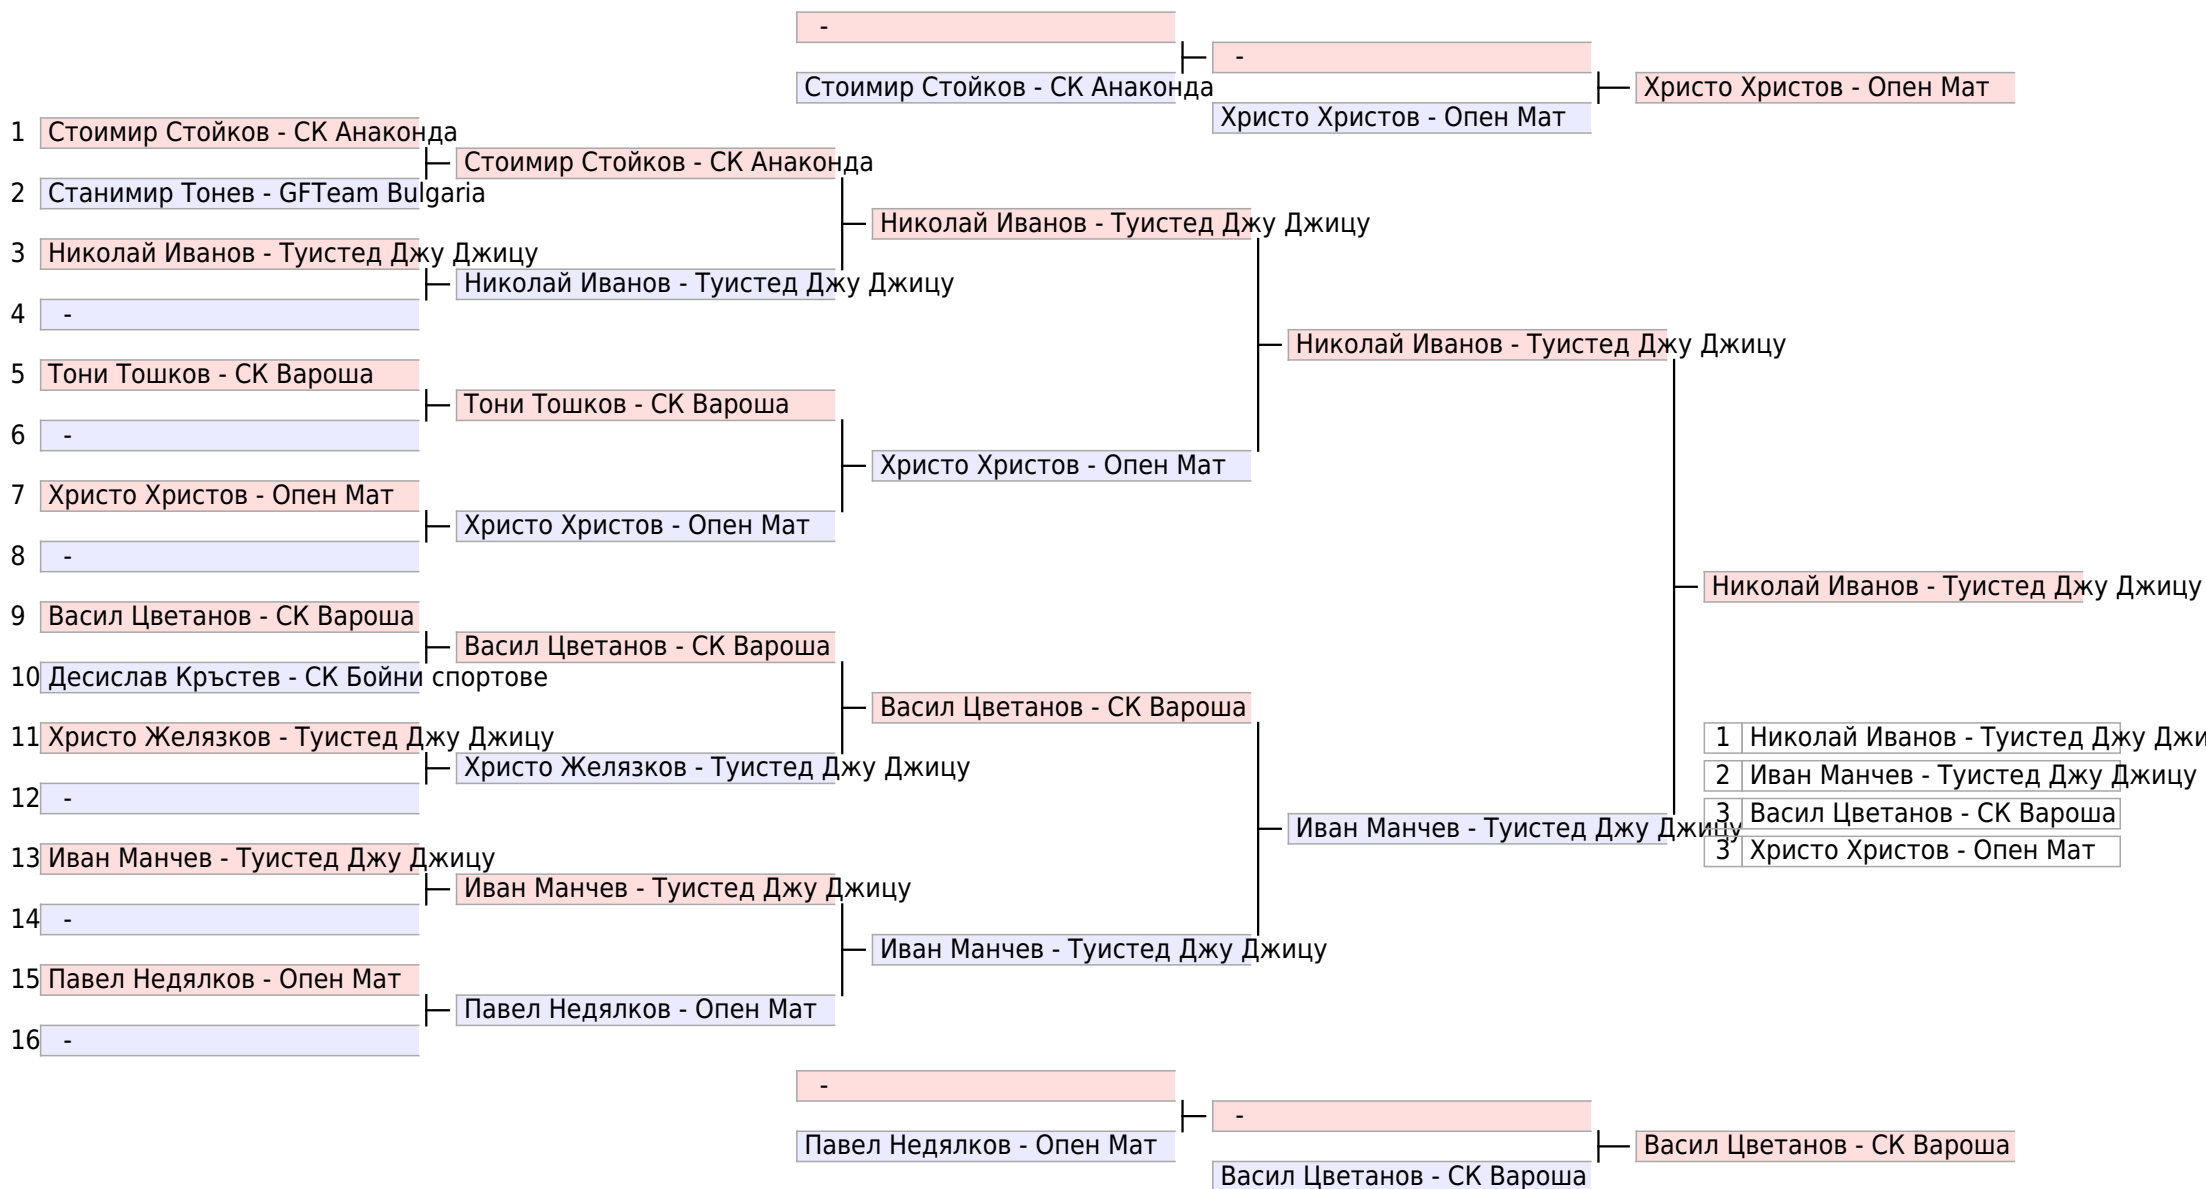 -
-
Стоимир Стойков - СК Анаконда
Христо Христов - Опен Мат
Христо Христов - Опен Мат
1 Стоимир Стойков - СК Анаконда
Стоимир Стойков - СК Анаконда
2 Станимир Тонев - GFTeam Bulgaria
Николай Иванов - Туистед Джу Джицу
3 Николай Иванов - Туистед Джу Джицу
Николай Иванов - Туистед Джу Джицу
4 -
Николай Иванов - Туистед Джу Джицу
5 Тони Тошков - СК Вароша
Тони Тошков - СК Вароша
6 -
Христо Христов - Опен Мат
7 Христо Христов - Опен Мат
Христо Христов - Опен Мат
8 -
Николай Иванов - Туистед Джу Джицу
9 Васил Цветанов - СК Вароша
Васил Цветанов - СК Вароша
10 Десислав Кръстев - СК Бойни спортове
Васил Цветанов - СК Вароша
11 Христо Желязков - Туистед Джу Джицу
1 Николай Иванов - Туистед Джу Джи
Христо Желязков - Туистед Джу Джицу
2 Иван Манчев - Туистед Джу Джицу
12 -
3 Васил Цветанов - СК Вароша
Иван Манчев - Туистед Джу Джицу
3 Христо Христов - Опен Мат
13 Иван Манчев - Туистед Джу Джицу
Иван Манчев - Туистед Джу Джицу
14 -
Иван Манчев - Туистед Джу Джицу
15 Павел Недялков - Опен Мат
Павел Недялков - Опен Мат
16 -
-
-
Павел Недялков - Опен Мат
Васил Цветанов - СК Вароша
Васил Цветанов - СК Вароша